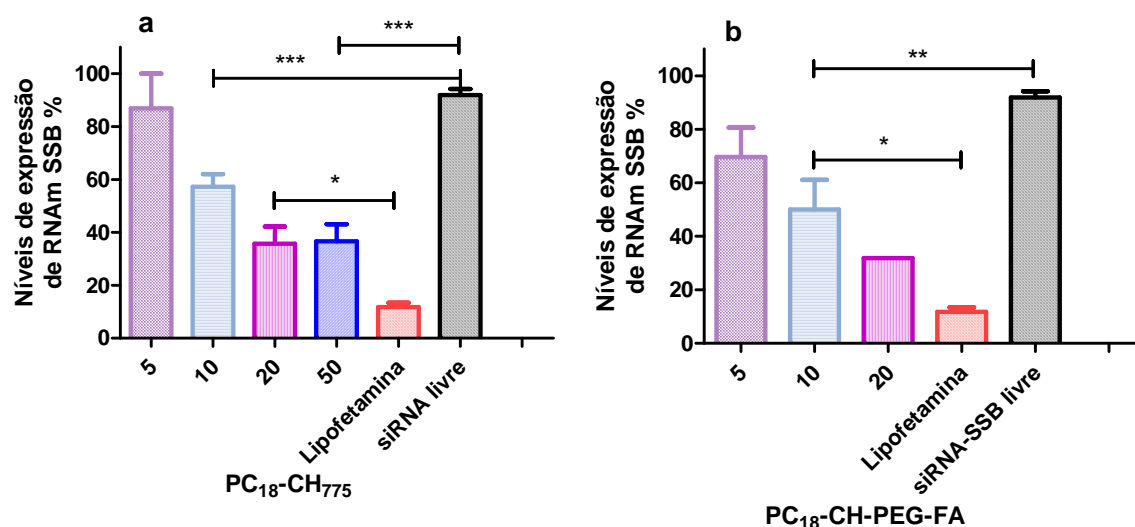 a
Níveis de expressão
de RNAm SSB %
100
80
60
40
20
0
***
***
*
5
10
20
50
Lipofetamina
siRNA livre
PC18-CH775
b
Níveis de expressão
de RNAm SSB %
100
80
60
40
20
0
**
*
5
10
20
Lipofetamina
siRNA-SSB livre
PC18-CH-PEG-FA